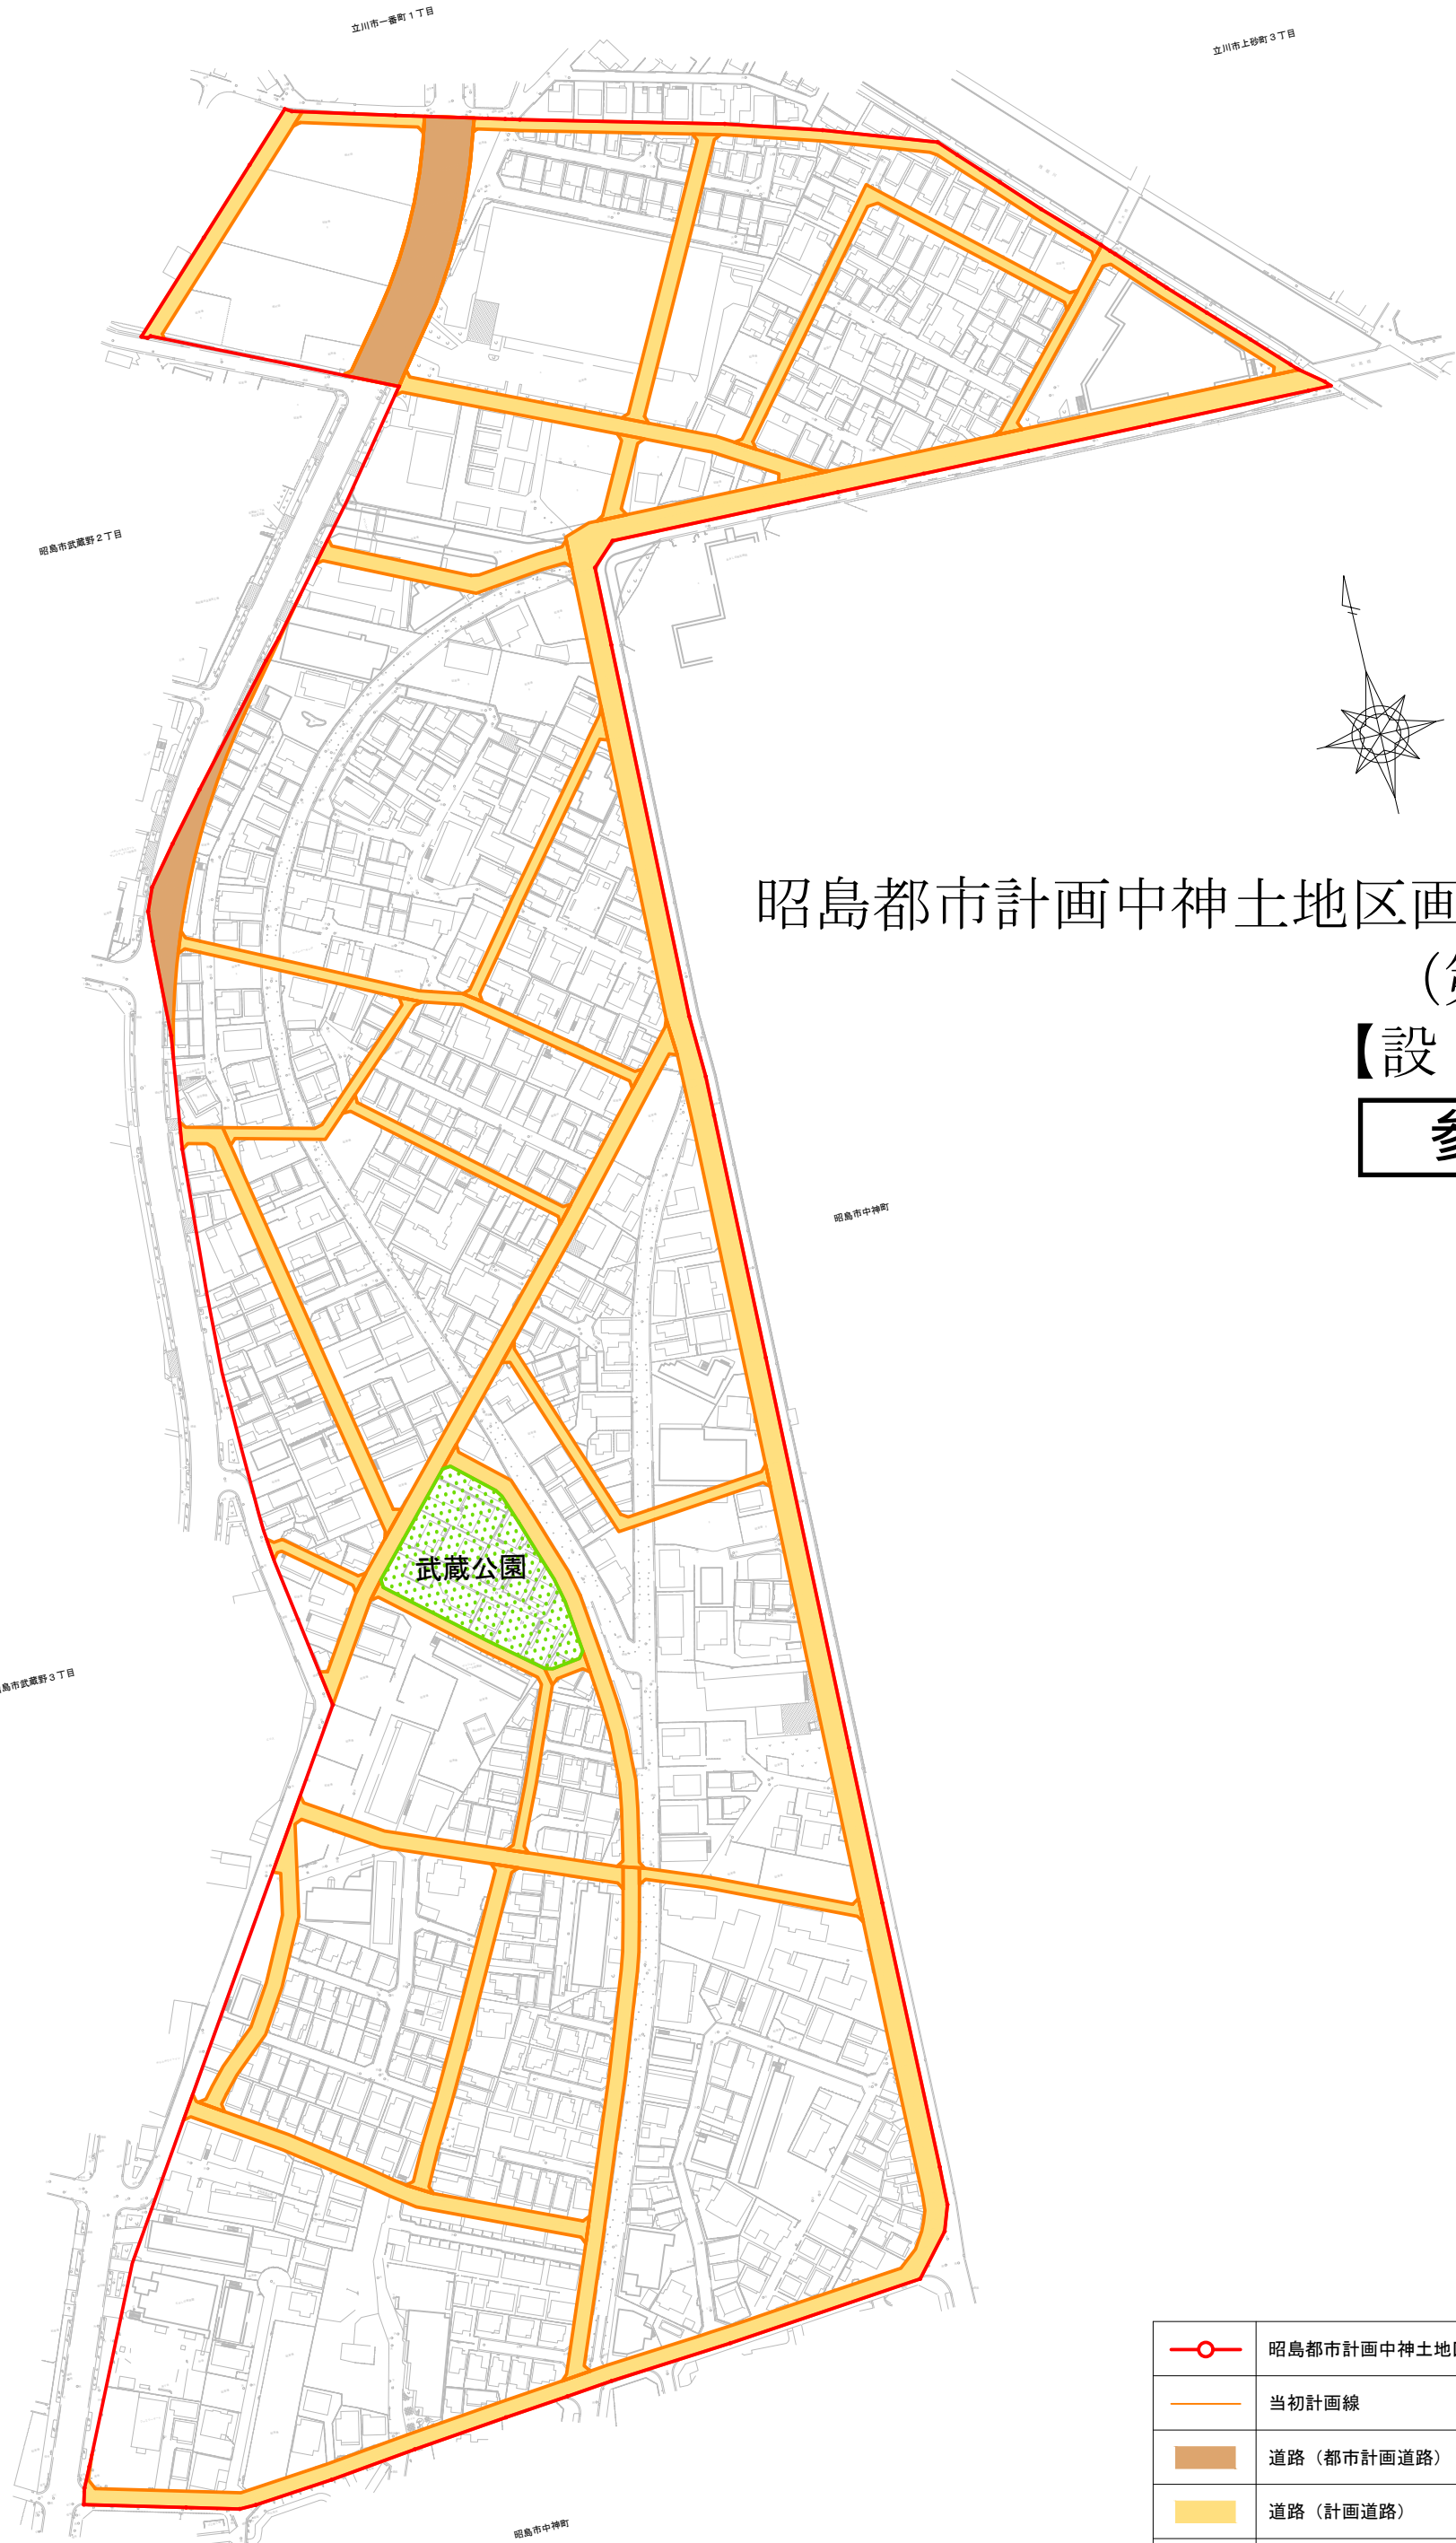 立川市一番町１丁目
立川市上砂町３丁目
昭島市武蔵野２丁目
昭島都市計画中神土地区画
（第
【設
参
昭島市中神町
武蔵公園
島市武蔵野３丁目
昭島市中神土地区
当初計画線
道路（都市計画道路）
道路（計画道路）
昭島市中神町